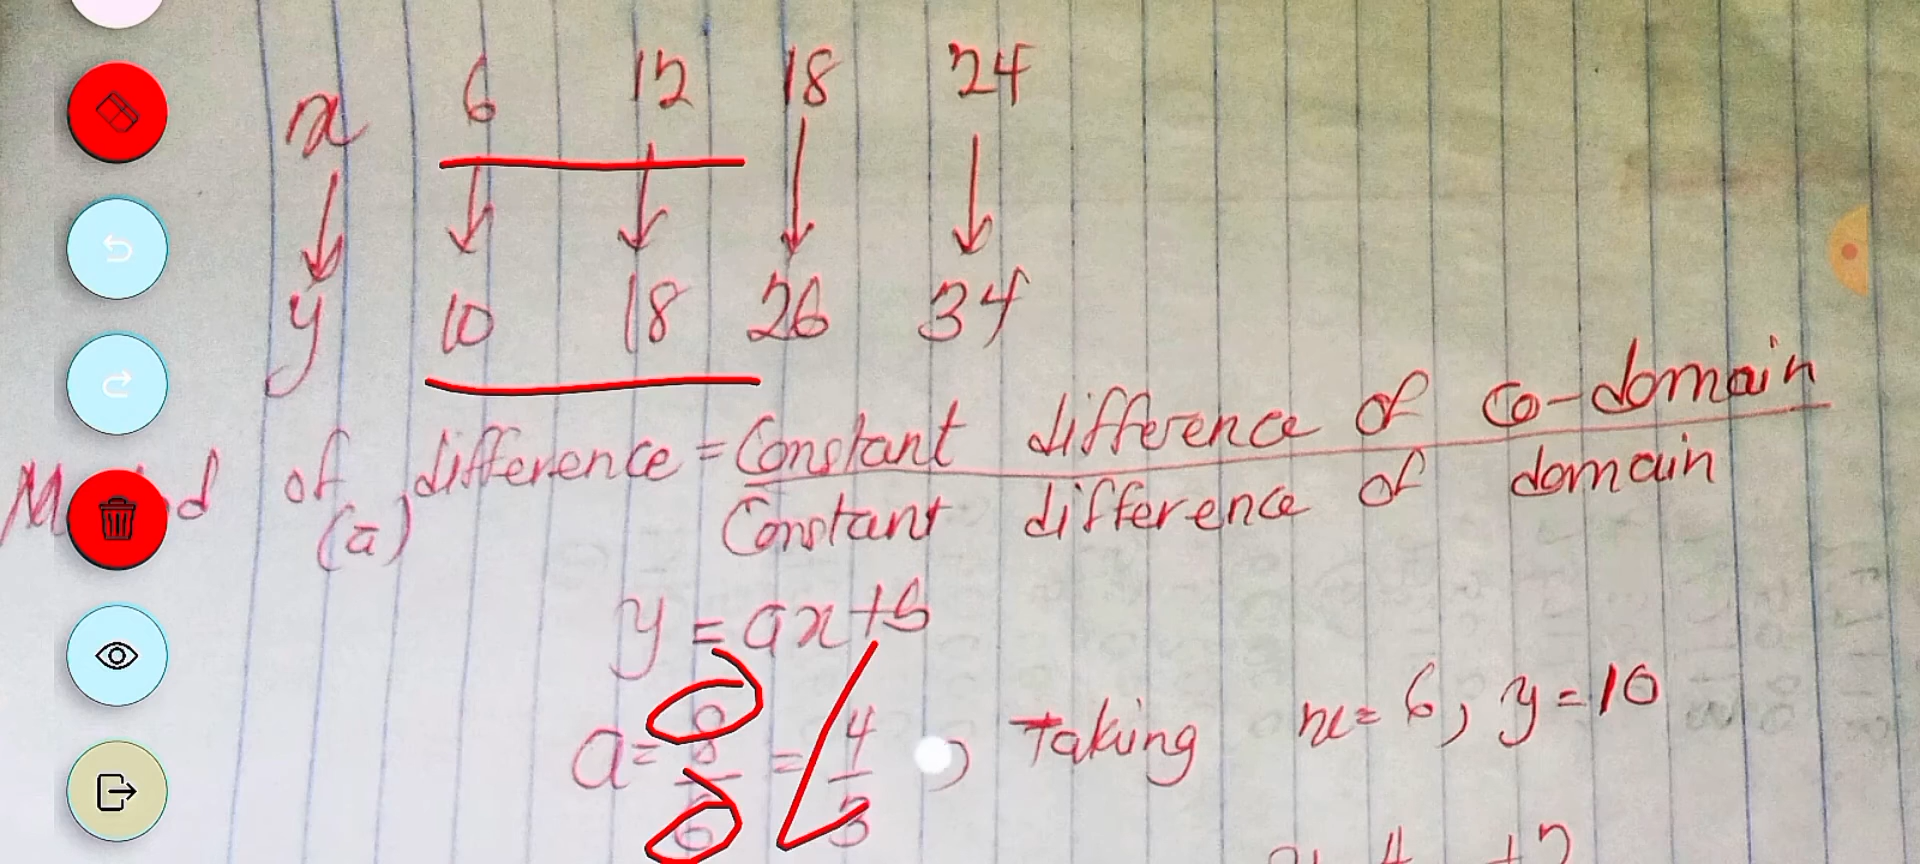 x 6 12 18 24
↓ ↓ ↓ ↓ ↓
y 10 18 26 34
of difference = Constant difference of Co-domain
(a) Constant difference of domain
y = ax+b
a = 8/6 = 4/3, Taking x = 6, y = 10